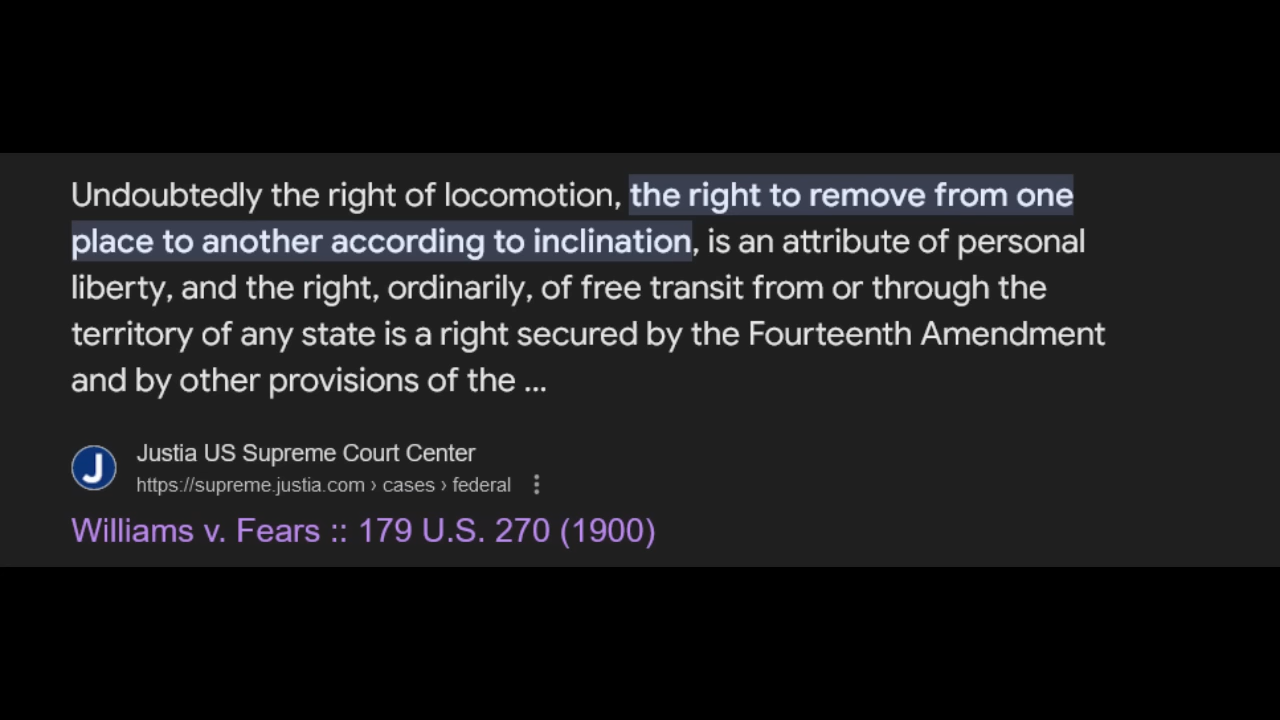 Undoubtedly the right of locomotion, the right to remove from one
place to another according to inclination, is an attribute of personal
liberty, and the right, ordinarily, of free transit from or through the
territory of any state is a right secured by the Fourteenth Amendment
and by other provisions of the ...
J
Justia US Supreme Court Center
https://supreme.justia.com › cases › federal
Williams v. Fears :: 179 U.S. 270 (1900)